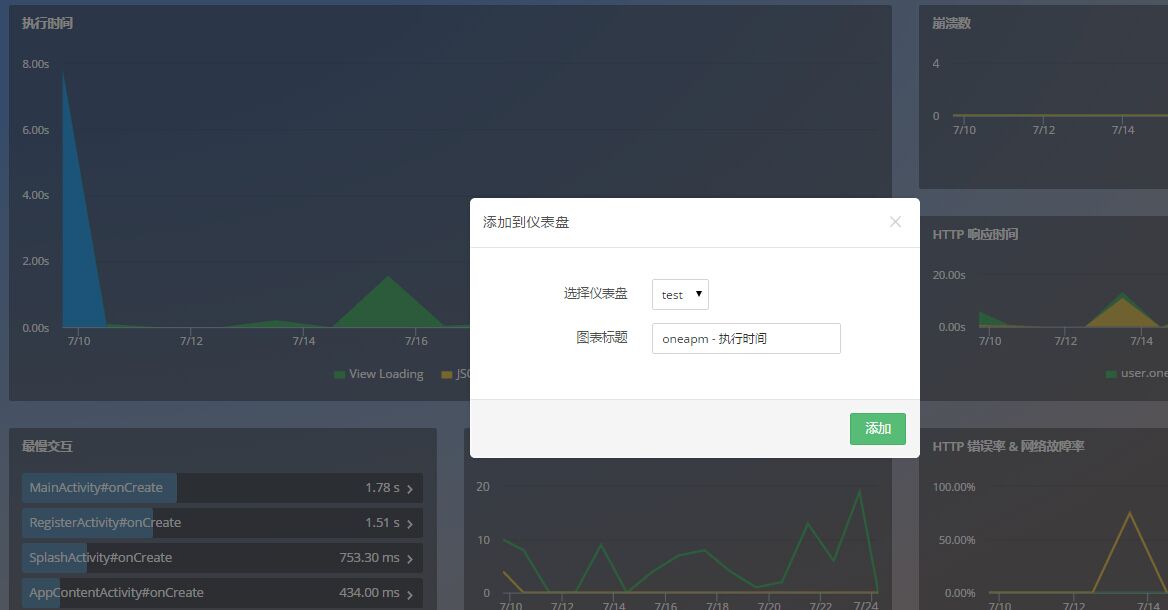 执行时间
8.00s
6.00s
4.00s
2.00s
0.00s
7/10 7/12 7/14 7/16
View Loading
崩溃数
4
0
7/10 7/12 7/14
添加到仪表盘
选择仪表盘 test
图表标题 oneapm - 执行时间
添加
HTTP 响应时间
20.00s
0.00s
7/10 7/12 7/14
user.one
最慢交互
MainActivity#onCreate 1.78 s
RegisterActivity#onCreate 1.51 s
SplashActivity#onCreate 753.30 ms
AppContentActivity#onCreate 434.00 ms
20
10
0
7/10 7/12 7/14 7/16 7/18 7/20 7/22 7/24
HTTP 错误率 & 网络故障率
100.00%
50.00%
0.00%
7/10 7/12 7/14